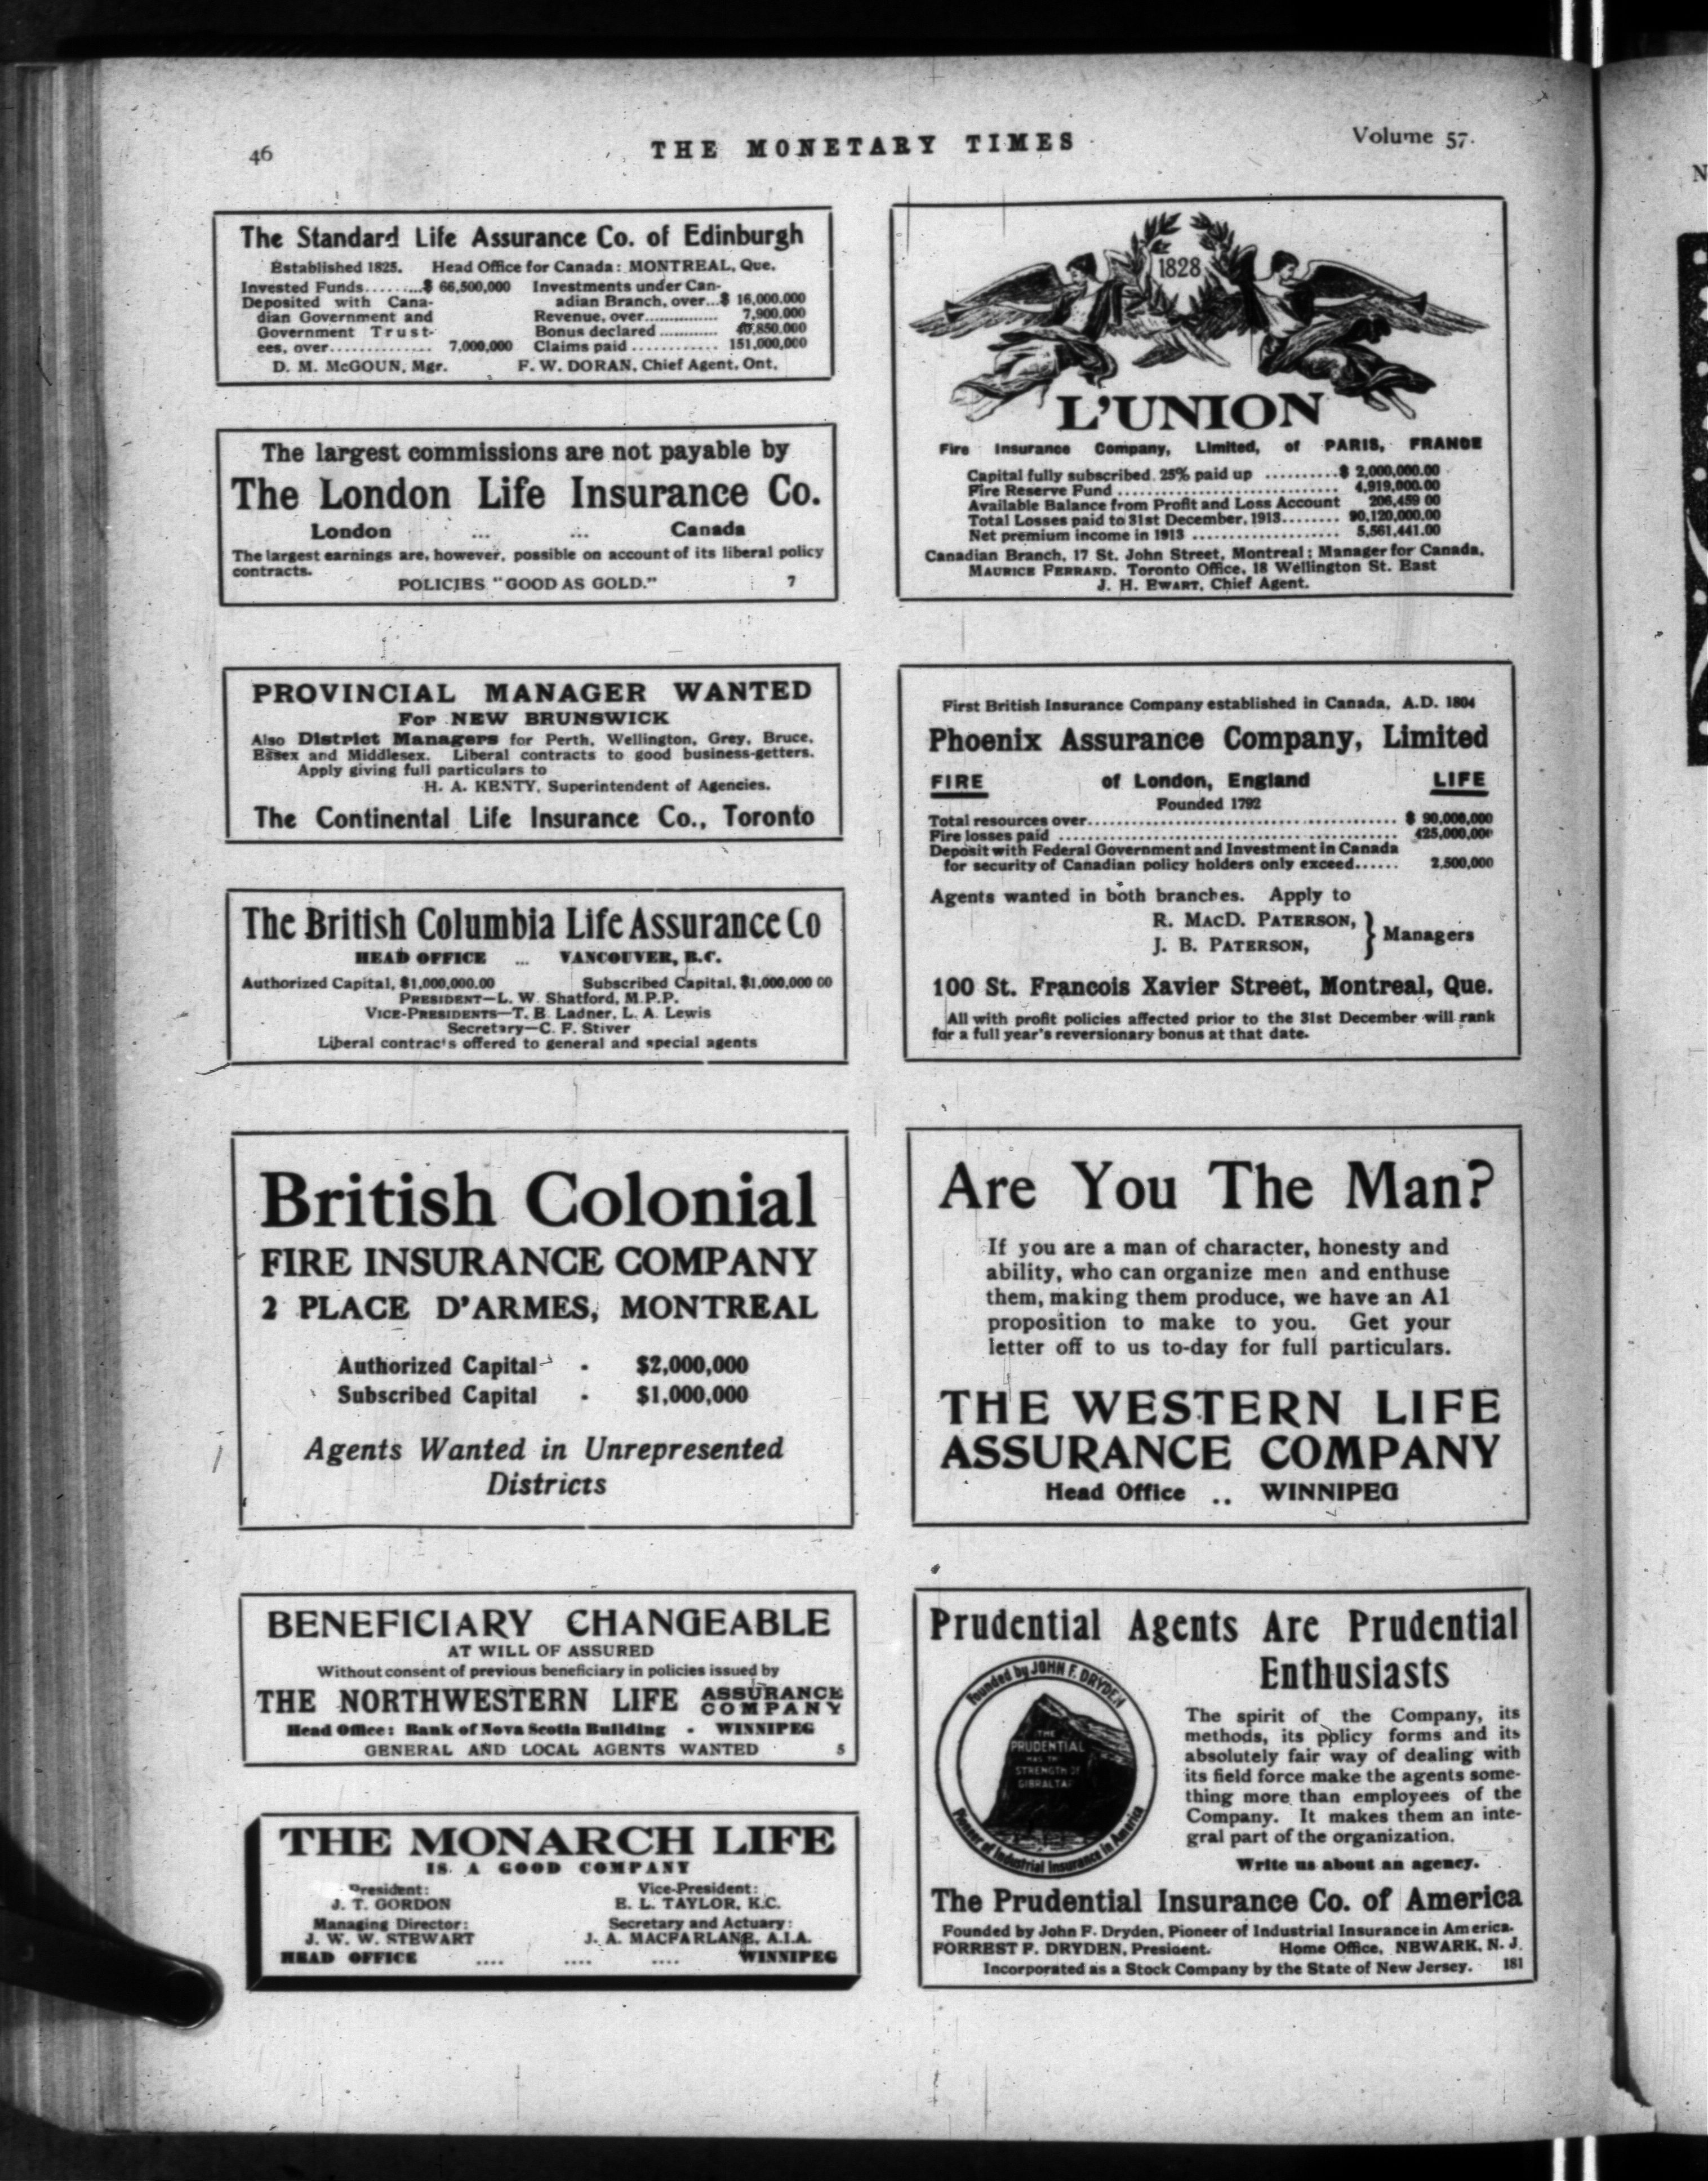 46
THE MONETARY TIMES
Volume 57.
The Standard Life Assurance Co. of Edinburgh
Established 1825. Head Office for Canada: MONTREAL, Que.
Invested Funds.........$ 66,500,000
Deposited with Cana-
dian Government and
Government Trust-
ees, over.............. 7,000,000
Investments under Can-
adian Branch, over...$ 16,000,000
Revenue, over............... 7,900,000
Bonus declared ............ 40,850,000
Claims paid ............ 151,000,000
D. M. McGOUN, Mgr. F. W. DORAN, Chief Agent, Ont.
The largest commissions are not payable by
The London Life Insurance Co.
London ... ... Canada
The largest earnings are, however, possible on account of its liberal policy
contracts.
POLICIES "GOOD AS GOLD." 7
PROVINCIAL MANAGER WANTED
For NEW BRUNSWICK
Also District Managers for Perth, Wellington, Grey, Bruce,
Essex and Middlesex. Liberal contracts to good business-getters.
Apply giving full particulars to
H. A. KENTY, Superintendent of Agencies.
The Continental Life Insurance Co., Toronto
The British Columbia Life Assurance Co
HEAD OFFICE ... VANCOUVER, B.C.
Authorized Capital, $1,000,000.00 Subscribed Capital, $1,000,000 00
PRESIDENT—L. W. Shatford, M.P.P.
VICE-PRESIDENTS—T. B. Ladner, L. A. Lewis
Secretary—C. F. Stiver
Liberal contracts offered to general and special agents
British Colonial
FIRE INSURANCE COMPANY
2 PLACE D'ARMES, MONTREAL
Authorized Capital - $2,000,000
Subscribed Capital - $1,000,000
Agents Wanted in Unrepresented
Districts
BENEFICIARY CHANGEABLE
AT WILL OF ASSURED
Without consent of previous beneficiary in policies issued by
THE NORTHWESTERN LIFE ASSURANCE COMPANY
Head Office: Bank of Nova Scotia Building - WINNIPEG
GENERAL AND LOCAL AGENTS WANTED 5
THE MONARCH LIFE
IS A GOOD COMPANY
President: Vice-President:
J. T. GORDON E. L. TAYLOR, K.C.
Managing Director: Secretary and Actuary:
J. W. W. STEWART J. A. MACFARLANE, A.I.A.
HEAD OFFICE .... .... .... WINNIPEG
1828
L'UNION
Fire Insurance Company, Limited, of PARIS, FRANCE
Capital fully subscribed, 25% paid up ..........$ 2,000,000.00
Fire Reserve Fund ................................ 4,919,000.00
Available Balance from Profit and Loss Account 206,459 00
Total Losses paid to 31st December, 1913........ 90,120,000.00
Net premium income in 1913 ..................... 5,561,441.00
Canadian Branch, 17 St. John Street, Montreal; Manager for Canada,
MAURICE FERRAND. Toronto Office, 18 Wellington St. East
J. H. EWART, Chief Agent.
First British Insurance Company established in Canada, A.D. 1804
Phoenix Assurance Company, Limited
FIRE of London, England LIFE
Founded 1792
Total resources over.................................................. $ 90,000,000
Fire losses paid ...................................................... 425,000,000
Deposit with Federal Government and Investment in Canada
for security of Canadian policy holders only exceed...... 2,500,000
Agents wanted in both branches. Apply to
R. MACD. PATERSON,
J. B. PATERSON, } Managers
100 St. Francois Xavier Street, Montreal, Que.
All with profit policies affected prior to the 31st December will rank
for a full year's reversionary bonus at that date.
Are You The Man?
If you are a man of character, honesty and
ability, who can organize men and enthuse
them, making them produce, we have an A1
proposition to make to you. Get your
letter off to us to-day for full particulars.
THE WESTERN LIFE
ASSURANCE COMPANY
Head Office .. WINNIPEG
Prudential Agents Are Prudential
Enthusiasts
Founded by JOHN F. DRYDEN
THE
PRUDENTIAL
HAS THE
STRENGTH OF
GIBRALTAR
Pioneer of Industrial Insurance in America
The spirit of the Company, its
methods, its policy forms and its
absolutely fair way of dealing with
its field force make the agents some-
thing more than employees of the
Company. It makes them an inte-
gral part of the organization.
Write us about an agency.
The Prudential Insurance Co. of America
Founded by John F. Dryden, Pioneer of Industrial Insurance in America.
FORREST F. DRYDEN, President. Home Office, NEWARK, N. J.
Incorporated as a Stock Company by the State of New Jersey. 181